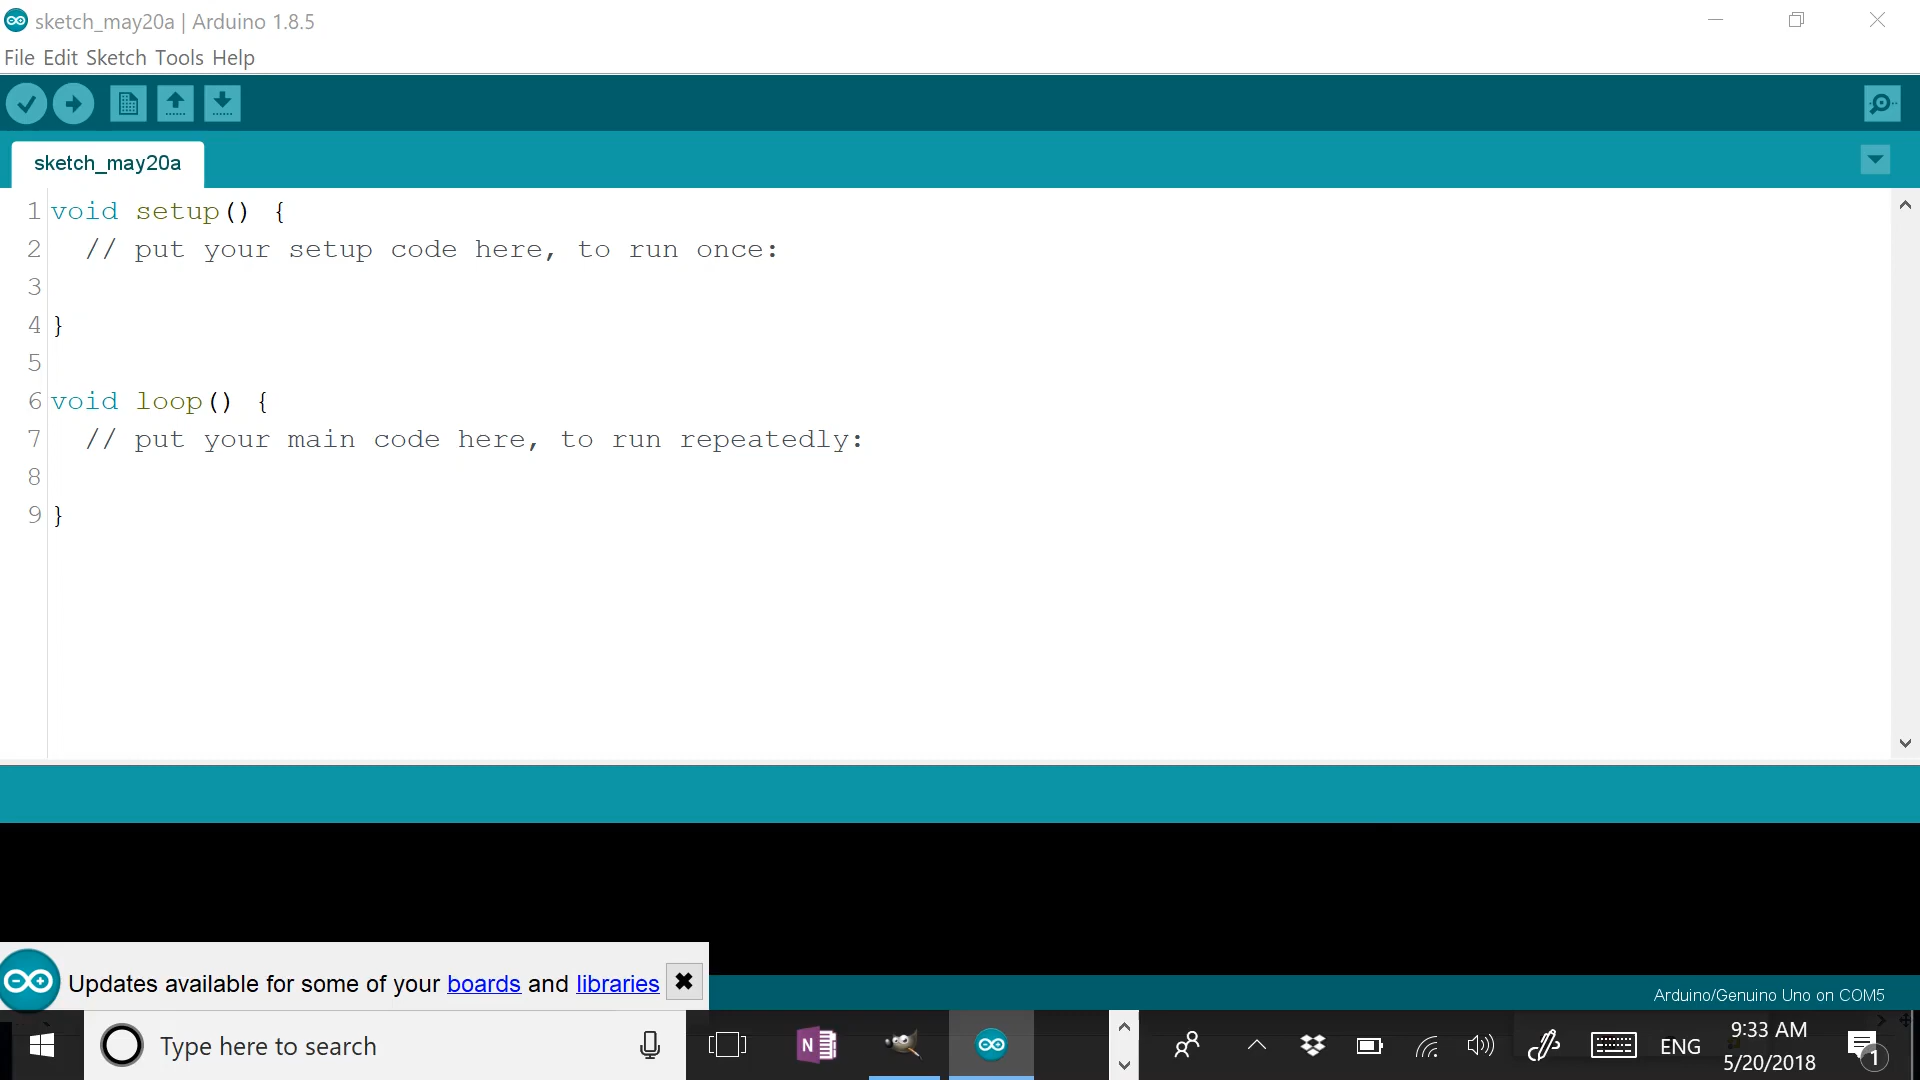 sketch_may20a | Arduino 1.8.5
File Edit Sketch Tools Help
sketch_may20a
1 void setup() {
2   // put your setup code here, to run once:
3
4 }
5
6 void loop() {
7   // put your main code here, to run repeatedly:
8
9 }
Updates available for some of your boards and libraries
Arduino/Genuino Uno on COM5
Type here to search
N
ENG
9:33 AM
5/20/2018
1